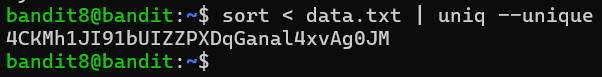 bandit8@bandit:~$ sort < data.txt | uniq --unique
4CKMh1JI91bUIZZPXDqGanal4xvAg0JM
bandit8@bandit:~$